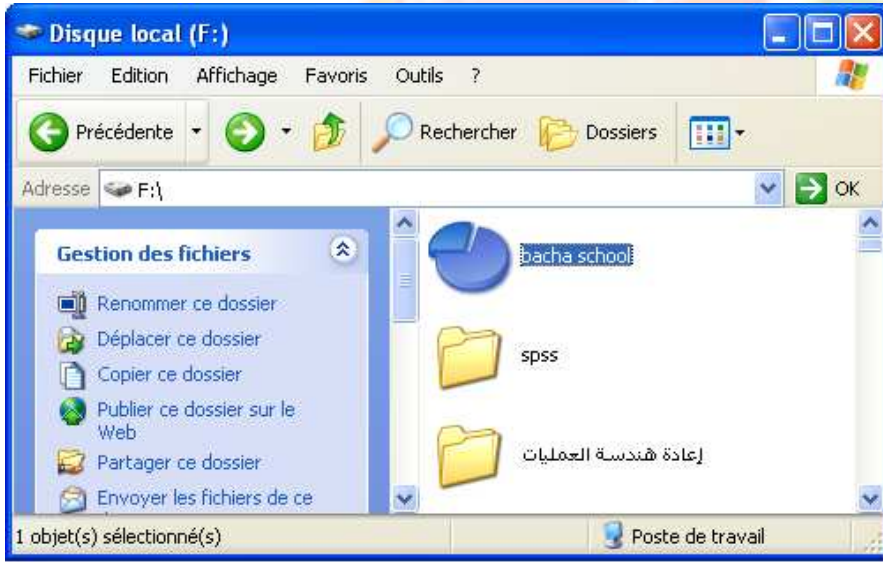 Disque local (F:)
Fichier Edition Affichage Favoris Outils ?
Précédente Rechercher Dossiers
Adresse F:\ OK
Gestion des fichiers
Renommer ce dossier
Déplacer ce dossier
Copier ce dossier
Publier ce dossier sur le
Web
Partager ce dossier
Envoyer les fichiers de ce
bacha school
spss
إعادة هندسة العمليات
1 objet(s) sélectionné(s) Poste de travail